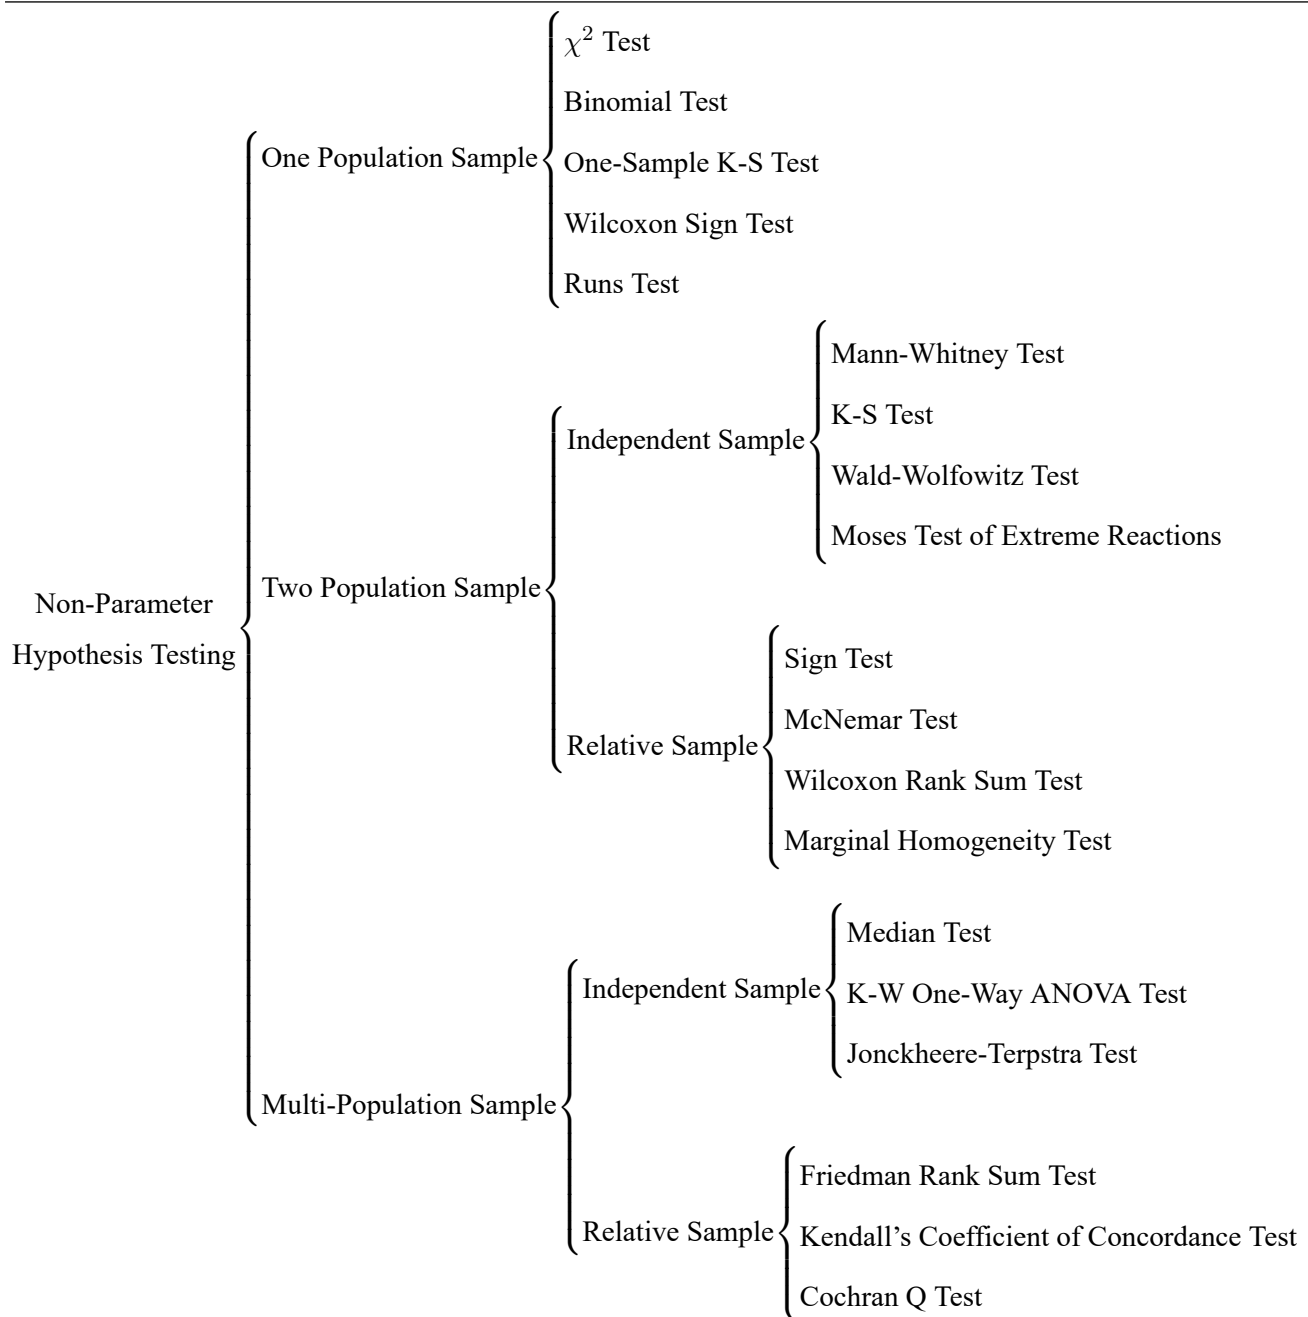 χ² Test
Binomial Test
One Population Sample
One-Sample K-S Test
Wilcoxon Sign Test
Runs Test
Mann-Whitney Test
K-S Test
Independent Sample
Wald-Wolfowitz Test
Moses Test of Extreme Reactions
Two Population Sample
Non-Parameter
Hypothesis Testing
Sign Test
McNemar Test
Relative Sample
Wilcoxon Rank Sum Test
Marginal Homogeneity Test
Median Test
Independent Sample
K-W One-Way ANOVA Test
Jonckheere-Terpstra Test
Multi-Population Sample
Friedman Rank Sum Test
Relative Sample
Kendall's Coefficient of Concordance Test
Cochran Q Test